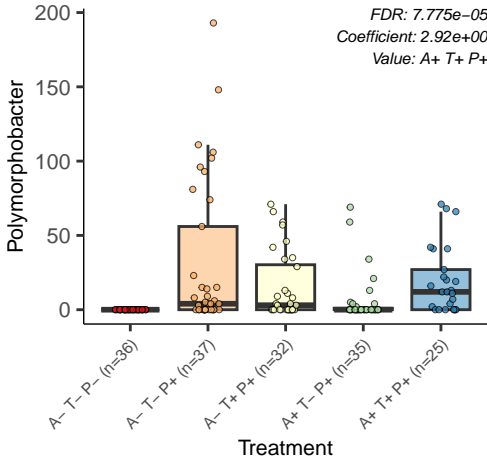 FDR: 7.775e−05
Coefficient: 2.92e+00
Value: A+ T+ P+
Polymorphobacter
200
150
100
50
0
A− T− P− (n=36)
A− T− P+ (n=37)
A− T+ P+ (n=32)
A+ T− P+ (n=35)
A+ T+ P+ (n=25)
Treatment